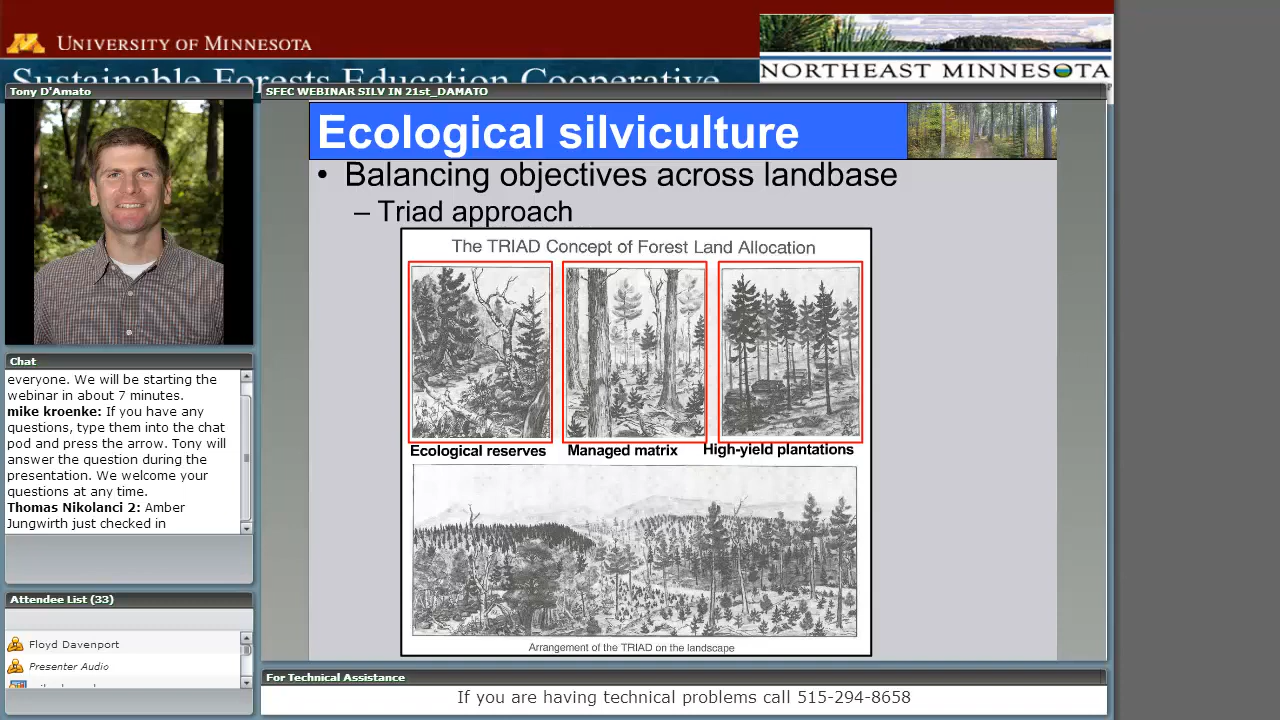 UNIVERSITY OF MINNESOTA
Sustainable Forests Education Cooperative
NORTHEAST MINNESOTA
Tony D'Amato
SFEC WEBINAR SILV IN 21st_DAMATO
Ecological silviculture
• Balancing objectives across landbase
– Triad approach
The TRIAD Concept of Forest Land Allocation
Ecological reserves
Managed matrix
High-yield plantations
Arrangement of the TRIAD on the landscape
Chat
everyone. We will be starting the
webinar in about 7 minutes.
mike kroenke: If you have any
questions, type them into the chat
pod and press the arrow. Tony will
answer the question during the
presentation. We welcome your
questions at any time.
Thomas Nikolanci 2: Amber
Jungwirth just checked in
Attendee List (33)
Floyd Davenport
Presenter Audio
For Technical Assistance
If you are having technical problems call 515-294-8658